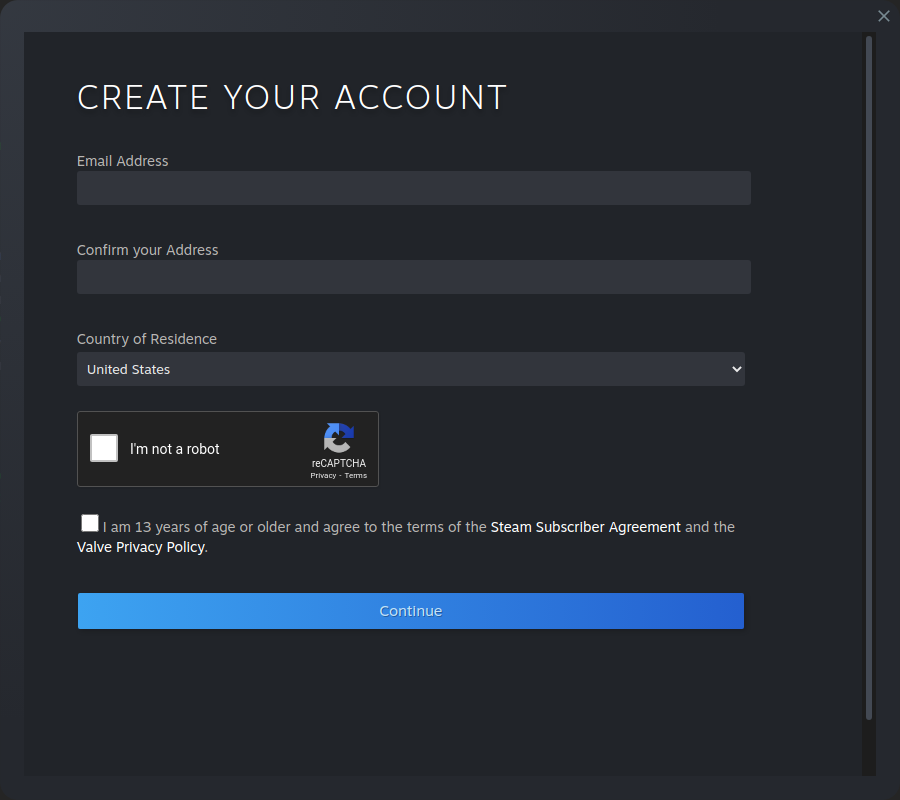 CREATE YOUR ACCOUNT
Email Address
Confirm your Address
Country of Residence
United States
I'm not a robot
reCAPTCHA
Privacy - Terms
I am 13 years of age or older and agree to the terms of the Steam Subscriber Agreement and the
Valve Privacy Policy.
Continue